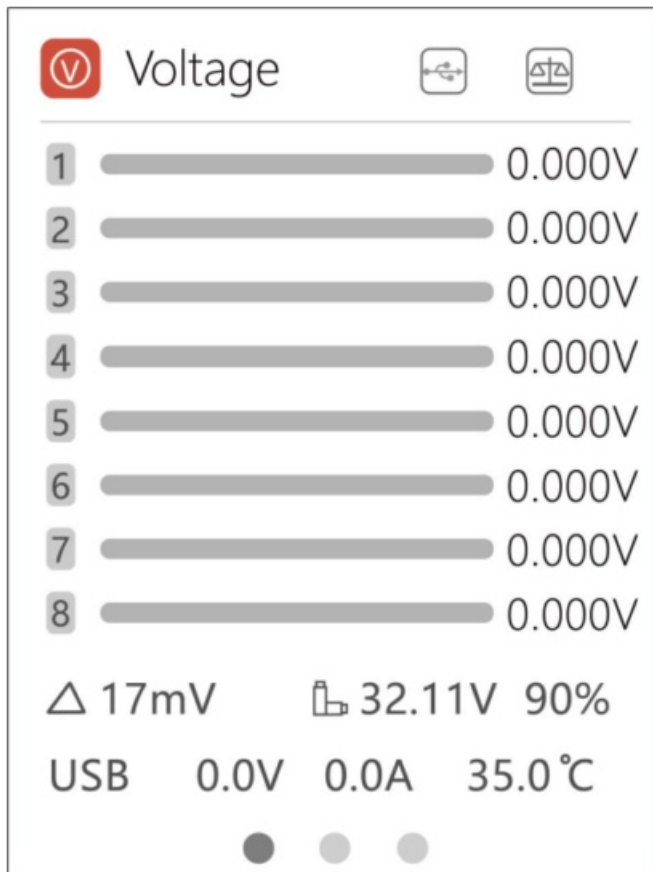 V Voltage
1 0.000V
2 0.000V
3 0.000V
4 0.000V
5 0.000V
6 0.000V
7 0.000V
8 0.000V
△ 17mV 32.11V 90%
USB 0.0V 0.0A 35.0℃